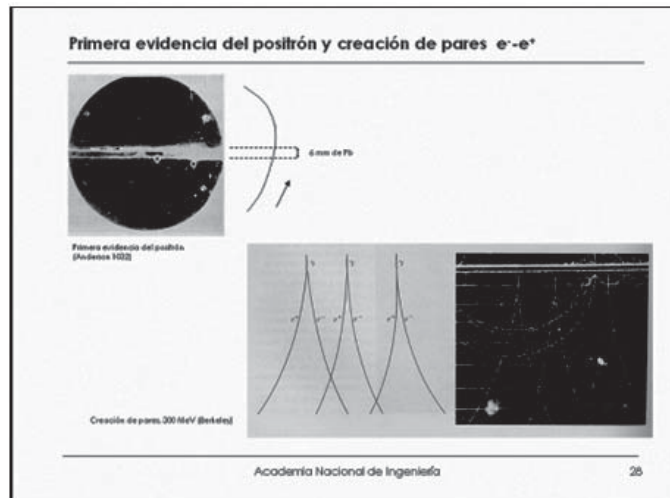 Primera evidencia del positrón y creación de pares e⁻-e⁺
6 mm de Pb
Primera evidencia del positrón
(Anderson 1932)
γ γ γ
e⁺ e⁻ e⁺ e⁻ e⁺ e⁻
Creación de pares, 200 MeV (Berkeley)
Academia Nacional de Ingeniería 28